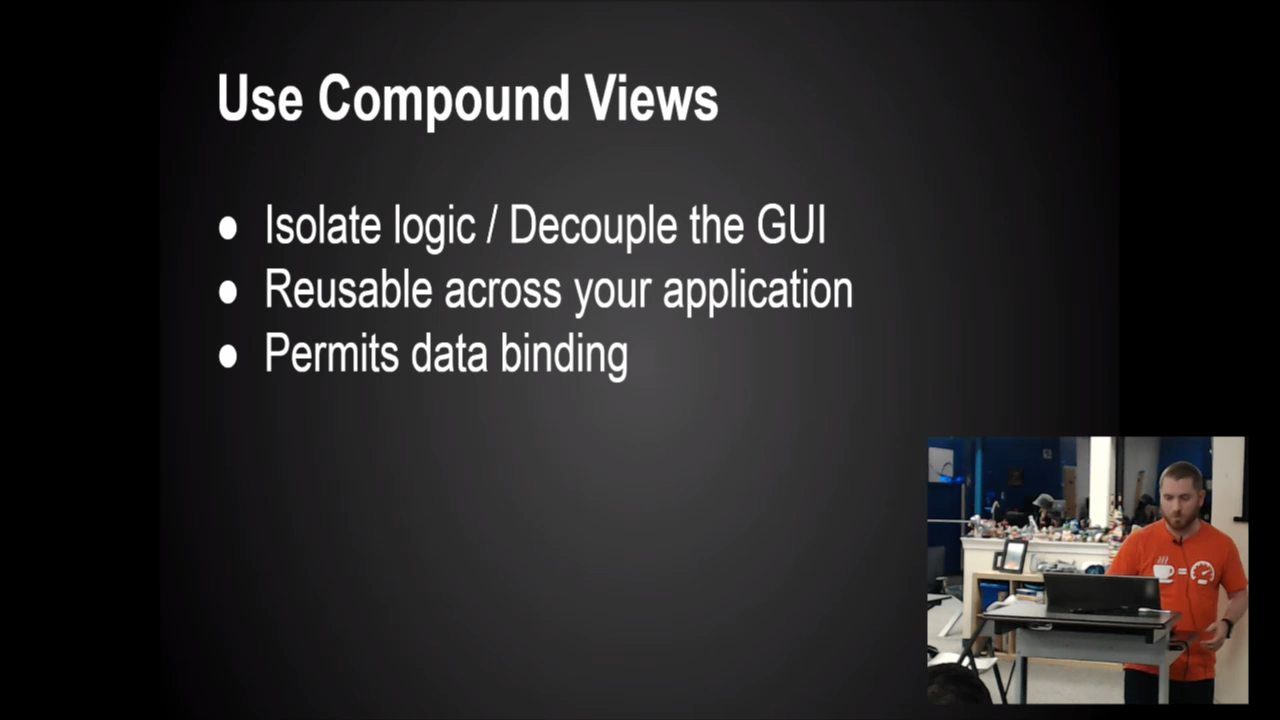 Use Compound Views
● Isolate logic / Decouple the GUI
● Reusable across your application
● Permits data binding